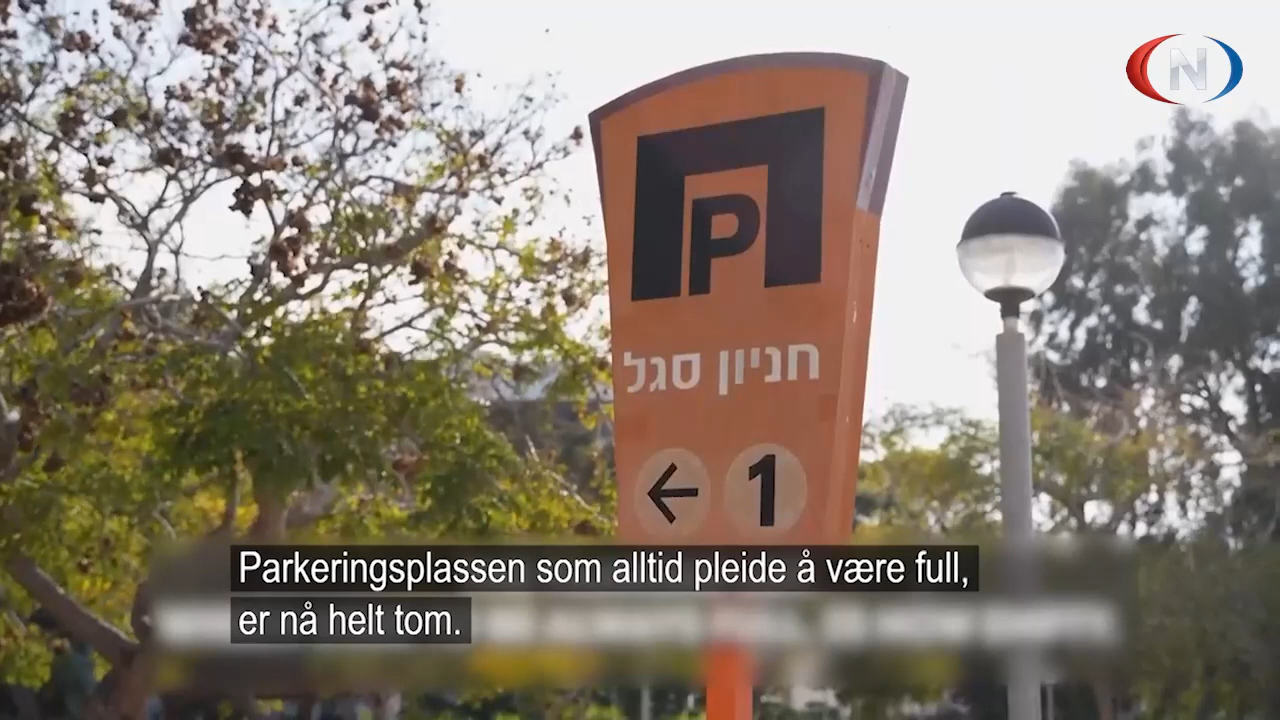 N
P
חניון סגל
← 1
Parkeringsplassen som alltid pleide å være full,
er nå helt tom.